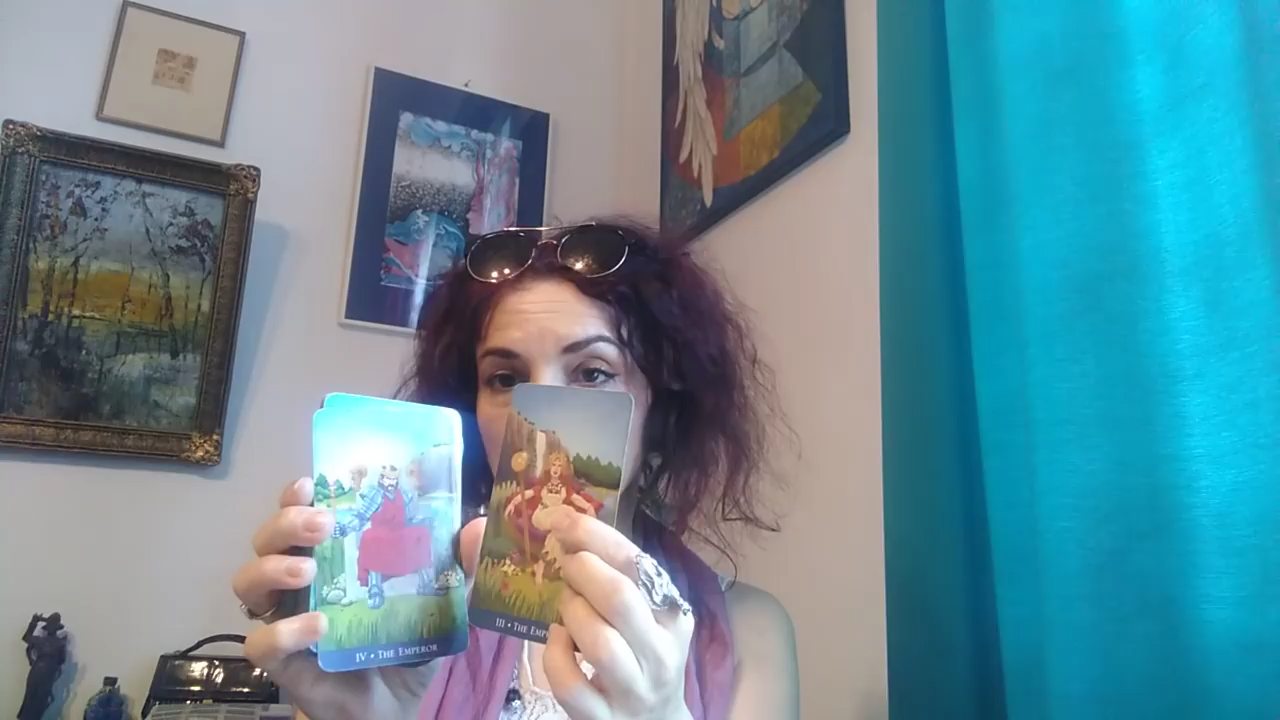 IV • THE EMPEROR
III • THE EMP